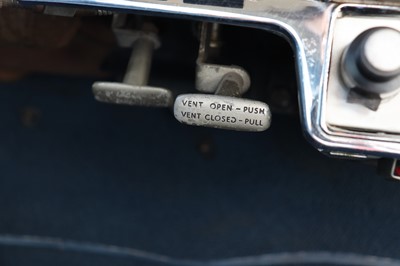 VENT OPEN - PUSH
VENT CLOSED - PULL